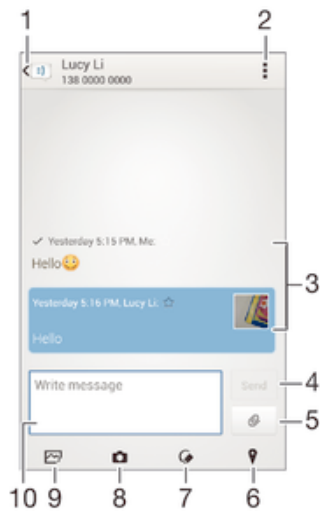 1 2
:) Lucy Li
138 0000 0000
✓ Yesterday 5:15 PM, Me:
Hello😳
3
Yesterday 5:16 PM, Lucy Li: ☆
Hello
Write message
Send 4
5
10 9 8 7 6